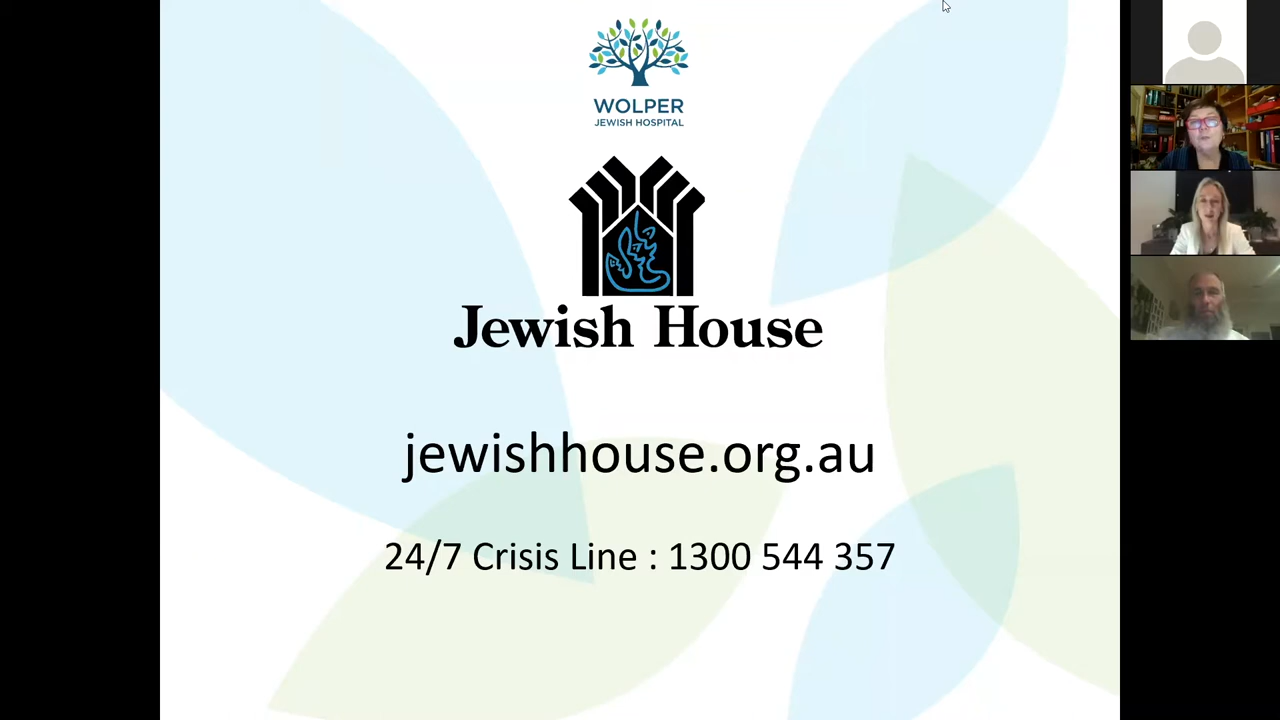 WOLPER
JEWISH HOSPITAL
Jewish House
jewishhouse.org.au
24/7 Crisis Line : 1300 544 357